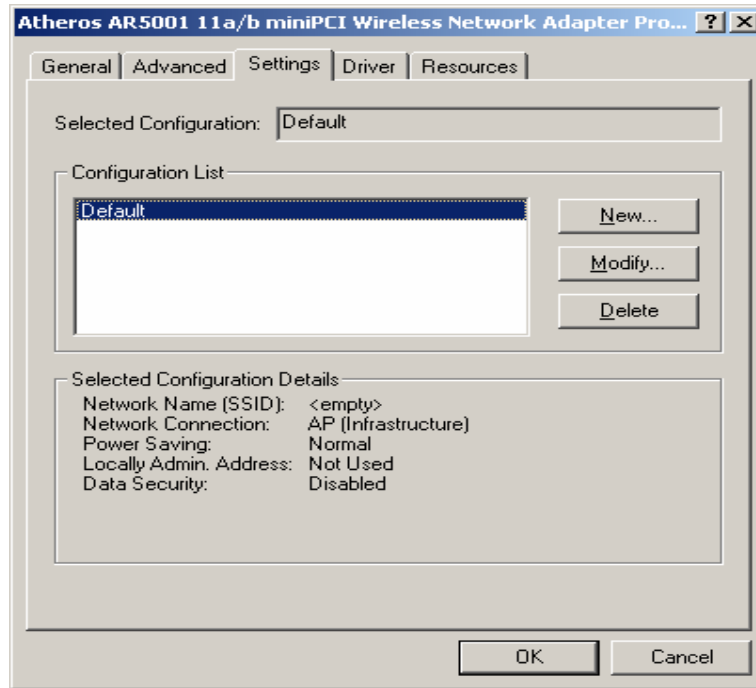 Atheros AR5001 11a/b miniPCI Wireless Network Adapter Pro... ? X
General Advanced Settings Driver Resources
Selected Configuration: Default
Configuration List
Default
New...
Modify...
Delete
Selected Configuration Details
Network Name (SSID): <empty>
Network Connection: AP (Infrastructure)
Power Saving: Normal
Locally Admin. Address: Not Used
Data Security: Disabled
OK Cancel